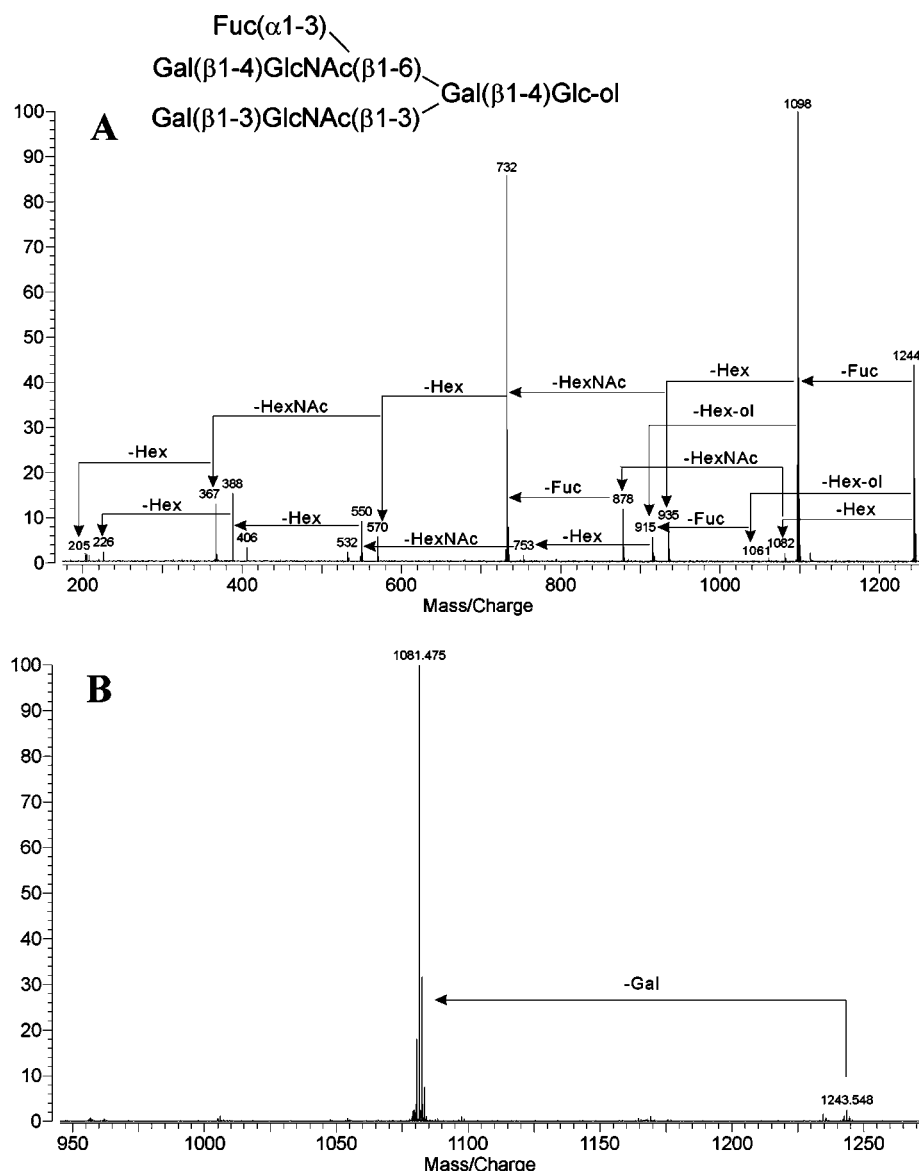 Fuc(α1-3)
Gal(β1-4)GlcNAc(β1-6)
Gal(β1-4)Glc-ol
Gal(β1-3)GlcNAc(β1-3)
A
100
90
80
70
60
50
40
30
20
10
0
1098
732
1244
-Hex
-HexNAc
-Hex
-Fuc
-HexNAc
-Hex-ol
-Hex
-HexNAc
-Hex-ol
-Hex
367
388
-Hex
-Hex
-Fuc
878
915
935
-Fuc
205
226
406
532
550
570
-HexNAc
753
-Hex
1061
1082
200
400
600
800
1000
1200
Mass/Charge
B
100
90
80
70
60
50
40
30
20
10
0
1081.475
-Gal
1243.548
950
1000
1050
1100
1150
1200
1250
Mass/Charge